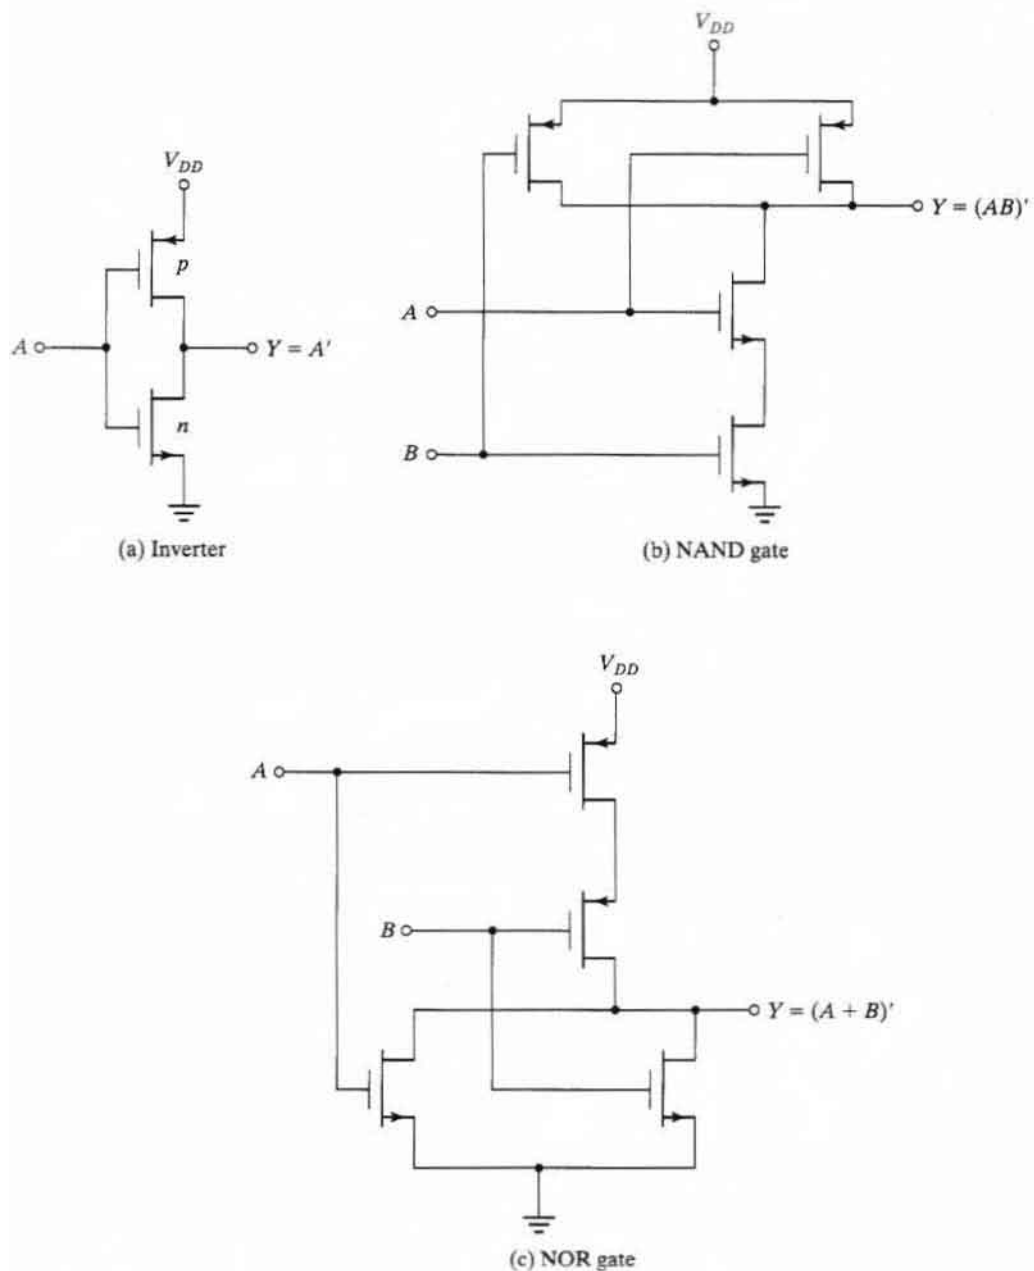 V_DD
p
A
Y = A'
n
(a) Inverter
V_DD
Y = (AB)'
A
B
(b) NAND gate
V_DD
A
B
Y = (A + B)'
(c) NOR gate